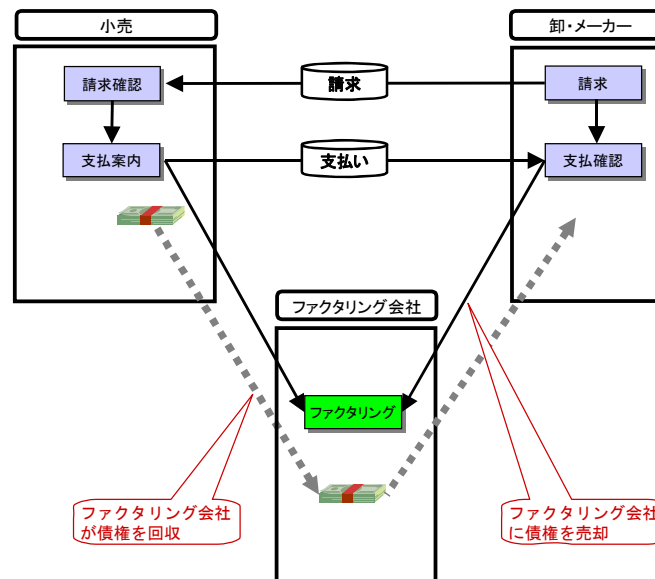 小売
卸・メーカー
請求確認
請求
請求
支払案内
支払い
支払確認
ファクタリング会社
ファクタリング
ファクタリング会社
が債権を回収
ファクタリング会社
に債権を売却